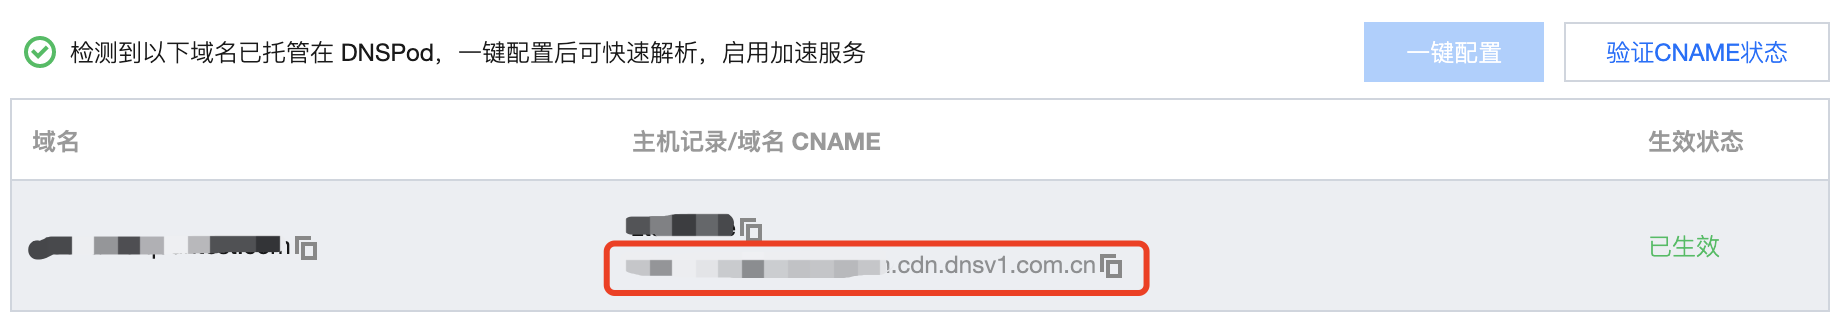 检测到以下域名已托管在 DNSPod，一键配置后可快速解析，启用加速服务
一键配置
验证CNAME状态
域名
主机记录/域名 CNAME
生效状态
.cdn.dnsv1.com.cn
已生效